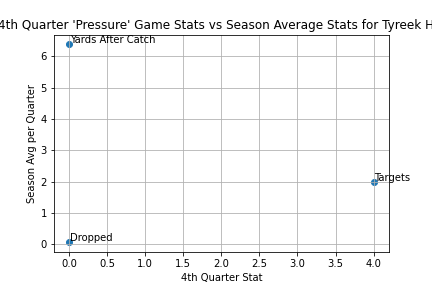 4th Quarter 'Pressure' Game Stats vs Season Average Stats for Tyreek H
Yards After Catch
6
5
4
3
2
1
0
Season Avg per Quarter
Targets
Dropped
0.0 0.5 1.0 1.5 2.0 2.5 3.0 3.5 4.0
4th Quarter Stat